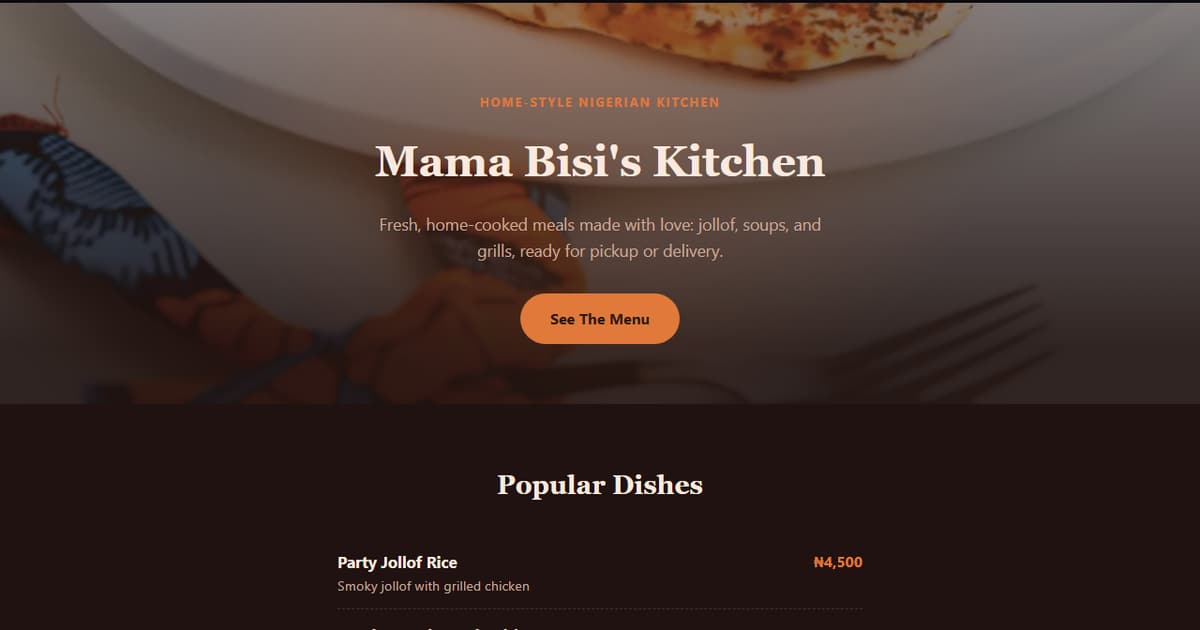 HOME-STYLE NIGERIAN KITCHEN
Mama Bisi's Kitchen
Fresh, home-cooked meals made with love: jollof, soups, and
grills, ready for pickup or delivery.
See The Menu
Popular Dishes
Party Jollof Rice
₦4,500
Smoky jollof with grilled chicken